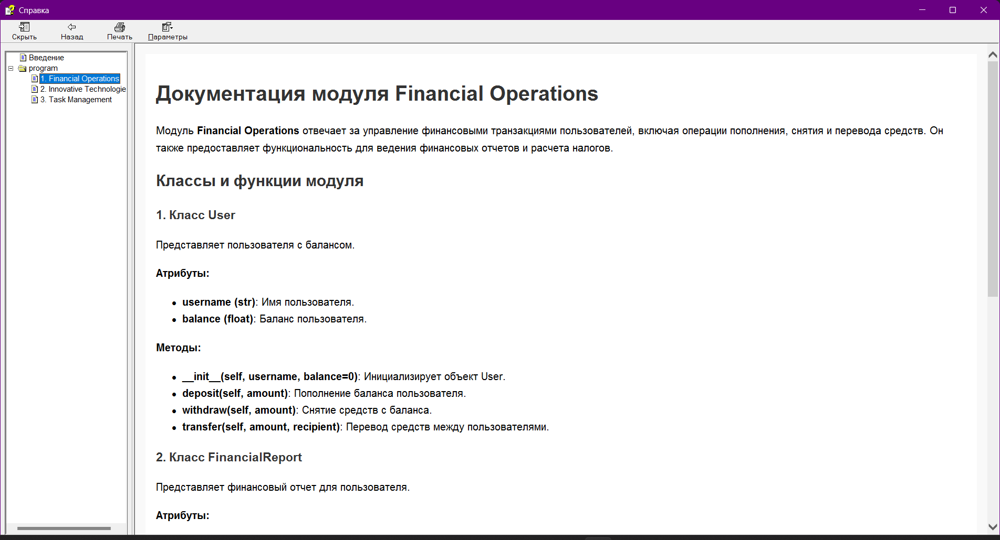 Справка
Скрыть
Назад
Печать
Параметры
Введение
program
1. Financial Operations
2. Innovative Technologie
3. Task Management
Документация модуля Financial Operations
Модуль Financial Operations отвечает за управление финансовыми транзакциями пользователей, включая операции пополнения, снятия и перевода средств. Он
также предоставляет функциональность для ведения финансовых отчетов и расчета налогов.
Классы и функции модуля
1. Класс User
Представляет пользователя с балансом.
Атрибуты:
• username (str): Имя пользователя.
• balance (float): Баланс пользователя.
Методы:
• __init__(self, username, balance=0): Инициализирует объект User.
• deposit(self, amount): Пополнение баланса пользователя.
• withdraw(self, amount): Снятие средств с баланса.
• transfer(self, amount, recipient): Перевод средств между пользователями.
2. Класс FinancialReport
Представляет финансовый отчет для пользователя.
Атрибуты: